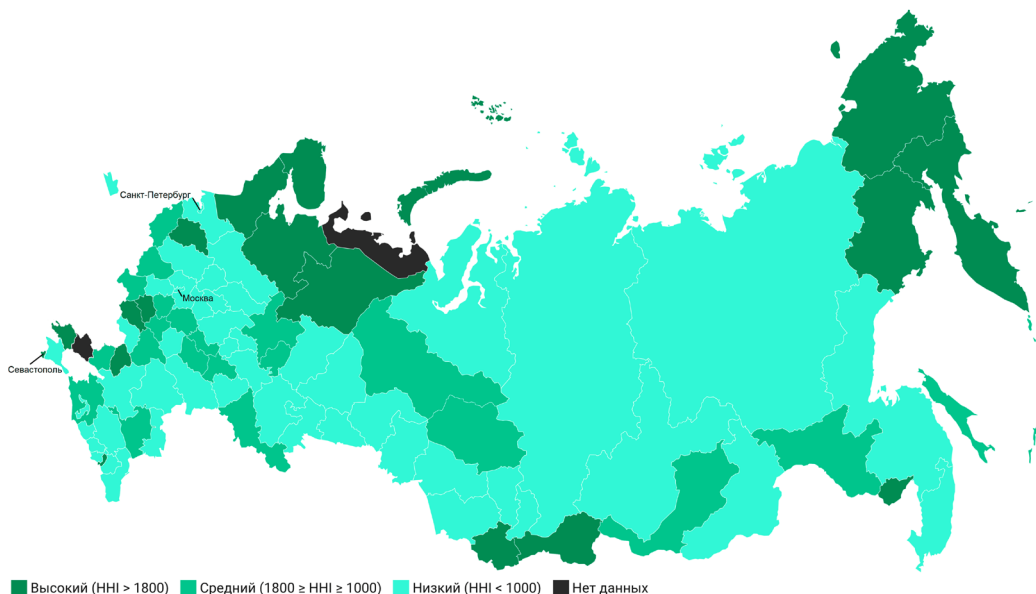 Санкт-Петербург
Москва
Севастополь
Высокий (HHI > 1800) Средний (1800 ≥ HHI ≥ 1000) Низкий (HHI < 1000) Нет данных